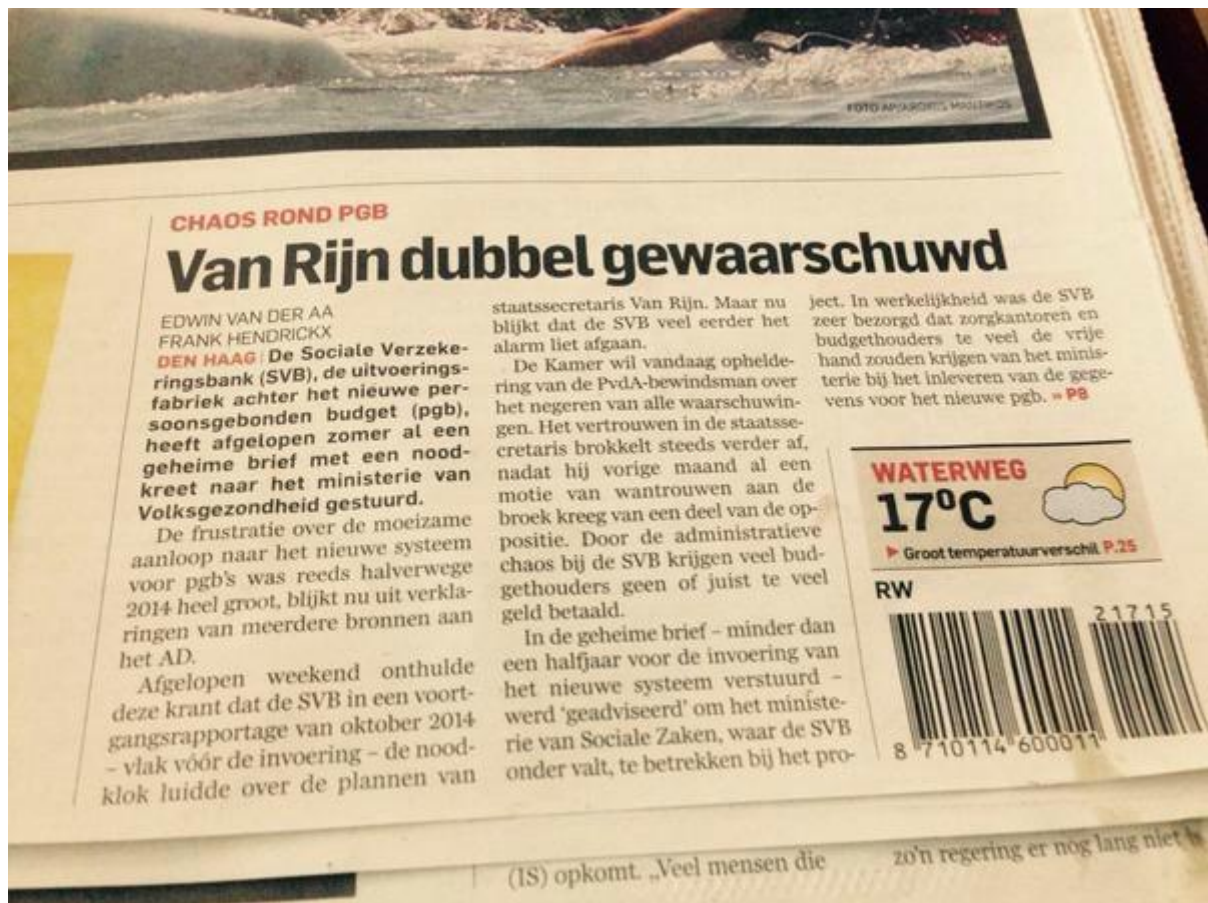 FOTO AP/ARORIS MANTIKOS
CHAOS ROND PGB
Van Rijn dubbel gewaarschuwd
EDWIN VAN DER AA
FRANK HENDRICKX
DEN HAAG | De Sociale Verzeke-
ringsbank (SVB), de uitvoerings-
fabriek achter het nieuwe per-
soonsgebonden budget (pgb),
heeft afgelopen zomer al een
geheime brief met een nood-
kreet naar het ministerie van
Volksgezondheid gestuurd.
De frustratie over de moeizame
aanloop naar het nieuwe systeem
voor pgb's was reeds halverwege
2014 heel groot, blijkt nu uit verkla-
ringen van meerdere bronnen aan
het AD.
Afgelopen weekend onthulde
deze krant dat de SVB in een voort-
gangsrapportage van oktober 2014
– vlak vóór de invoering – de nood-
klok luidde over de plannen van
staatssecretaris Van Rijn. Maar nu
blijkt dat de SVB veel eerder het
alarm liet afgaan.
De Kamer wil vandaag ophelde-
ring van de PvdA-bewindsman over
het negeren van alle waarschuwin-
gen. Het vertrouwen in de staatsse-
cretaris brokkelt steeds verder af,
nadat hij vorige maand al een
motie van wantrouwen aan de
broek kreeg van een deel van de op-
positie. Door de administratieve
chaos bij de SVB krijgen veel bud-
gethouders geen of juist te veel
geld betaald.
In de geheime brief – minder dan
een halfjaar voor de invoering van
het nieuwe systeem verstuurd –
werd 'geadviseerd' om het ministe-
rie van Sociale Zaken, waar de SVB
onder valt, te betrekken bij het pro-
ject. In werkelijkheid was de SVB
zeer bezorgd dat zorgkantoren en
budgethouders te veel de vrije
hand zouden krijgen van het minis-
terie bij het inleveren van de gege-
vens voor het nieuwe pgb. » P8
WATERWEG
17°C
Groot temperatuurverschil P.25
RW
21715
8 710114 600011
(IS) opkomt. „Veel mensen die
zo'n regering er nog lang niet